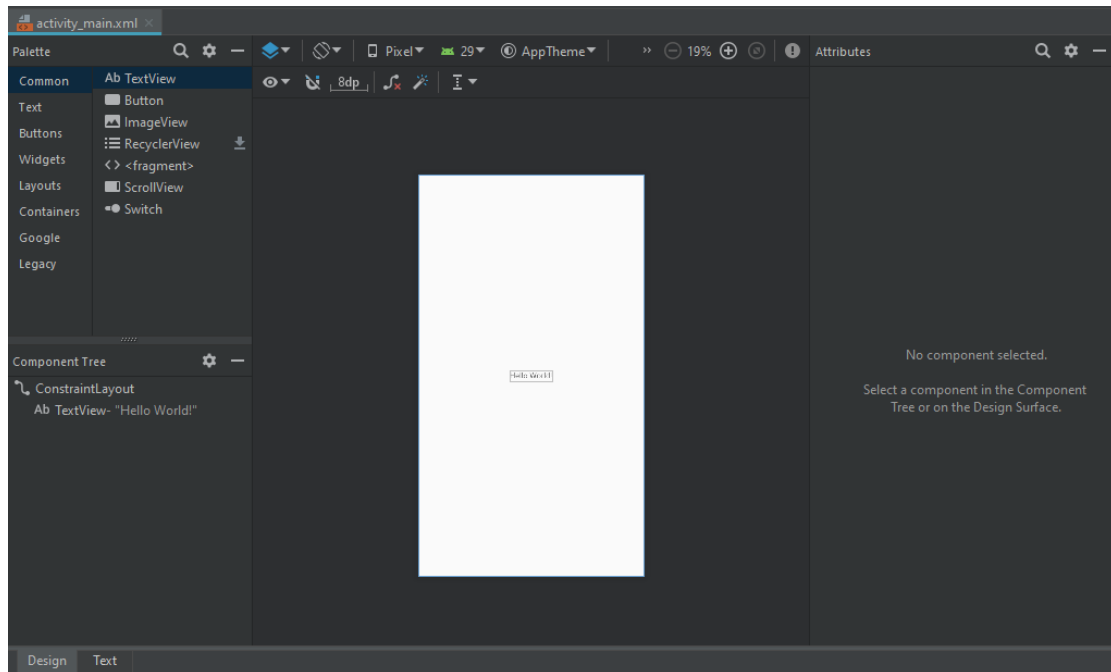 activity_main.xml
Palette
Common
Text
Buttons
Widgets
Layouts
Containers
Google
Legacy
Ab TextView
Button
ImageView
RecyclerView
<fragment>
ScrollView
Switch
Component Tree
ConstraintLayout
Ab TextView- "Hello World!"
Pixel
29
AppTheme
19%
8dp
Hello World!
Attributes
No component selected.
Select a component in the Component
Tree or on the Design Surface.
Design
Text